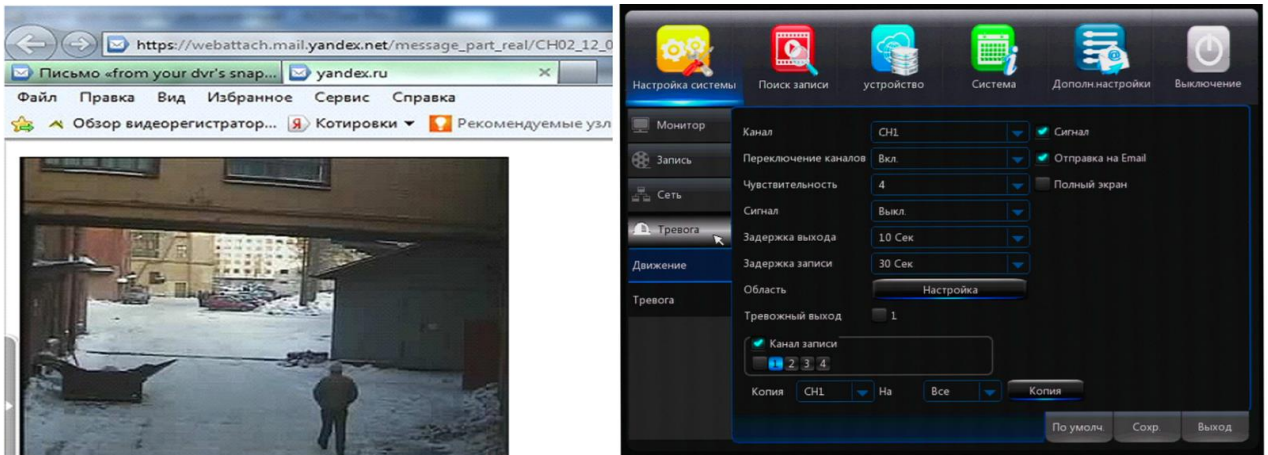 https://webattach.mail.yandex.net/message_part_real/CH02_12_0
Письмо «from your dvr's snap...
yandex.ru
Файл Правка Вид Избранное Сервис Справка
Обзор видеорегистратор...
Котировки
Рекомендуемые узл
Настройка системы
Поиск записи
устройство
Система
Дополн.настройки
Выключение
Монитор
Запись
Сеть
Тревога
Движение
Тревога
Канал CH1 Сигнал
Переключение каналов Вкл. Отправка на Email
Чувствительность 4 Полный экран
Сигнал Выкл.
Задержка выхода 10 Сек
Задержка записи 30 Сек
Область Настройка
Тревожный выход 1
Канал записи
1 2 3 4
Копия CH1 На Все Копия
По умолч. Сохр. Выход